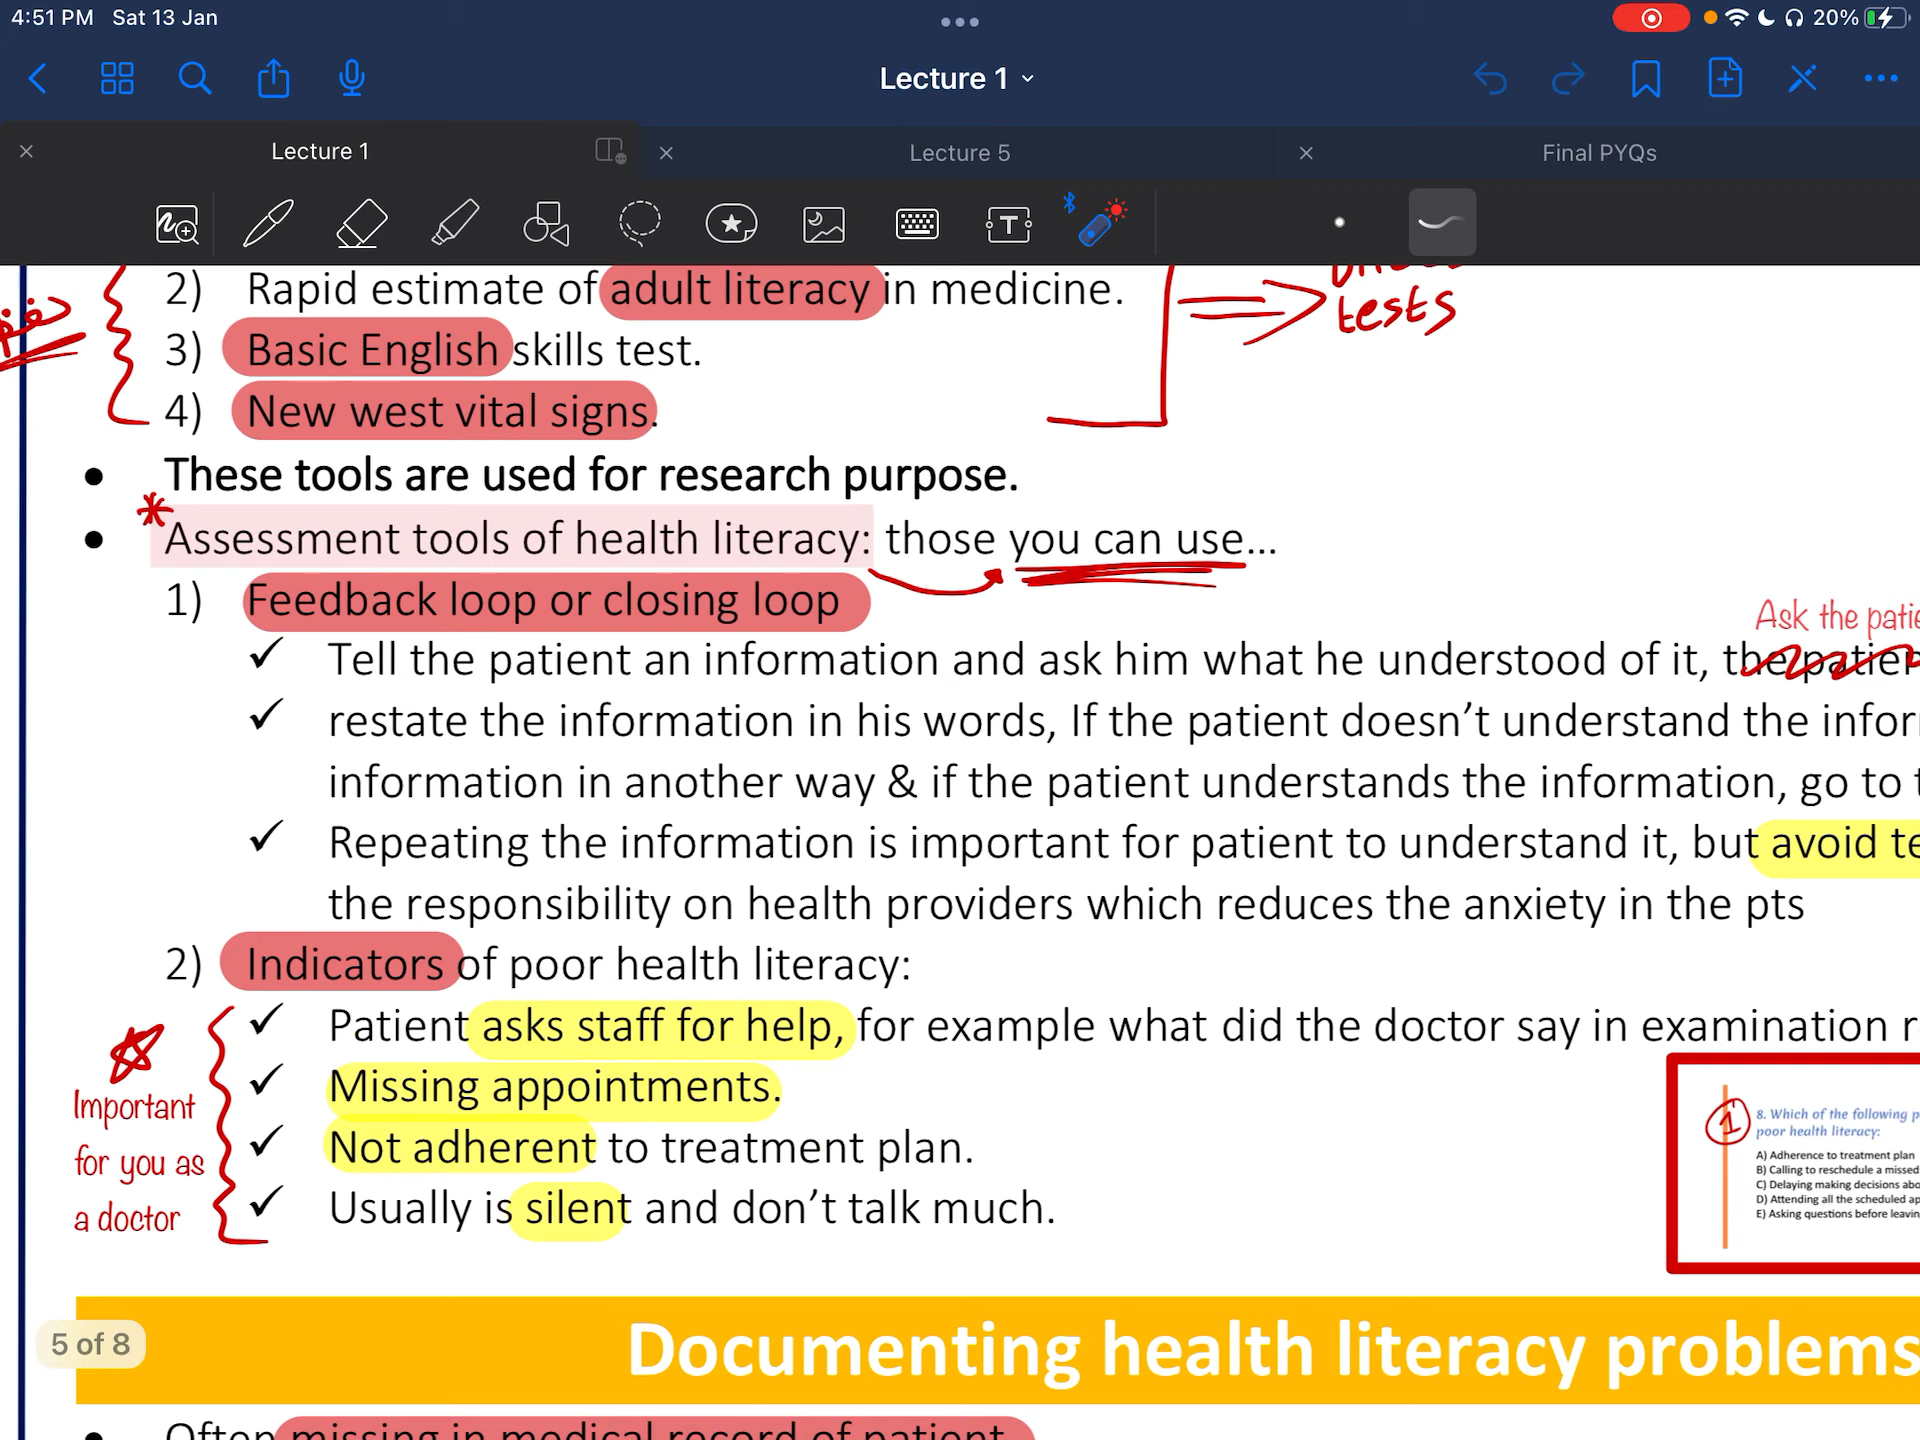 4:51 PM Sat 13 Jan
20%
Lecture 1
Lecture 1
Lecture 5
Final PYQs
2) Rapid estimate of adult literacy in medicine.
tests
3) Basic English skills test.
4) New west vital signs.
• These tools are used for research purpose.
* • Assessment tools of health literacy: those you can use...
1) Feedback loop or closing loop
Ask the
✓ Tell the patient an information and ask him what he understood of it, the
✓ restate the information in his words, If the patient doesn't understand the
information in another way & if the patient understands the information, go to
✓ Repeating the information is important for patient to understand it, but avoid
the responsibility on health providers which reduces the anxiety in the pts
2) Indicators of poor health literacy:
✓ Patient asks staff for help, for example what did the doctor say in examination
✓ Missing appointments.
✓ Not adherent to treatment plan.
✓ Usually is silent and don't talk much.
Important
for you as
a doctor
1
8. Which of the following
poor health literacy:
A) Adherence to treatment plan
B) Calling to reschedule a missed
C) Delaying making decisions
D) Attending all the scheduled
E) Asking questions before
5 of 8
Documenting health literacy problems
• Often missing in medical record of patient